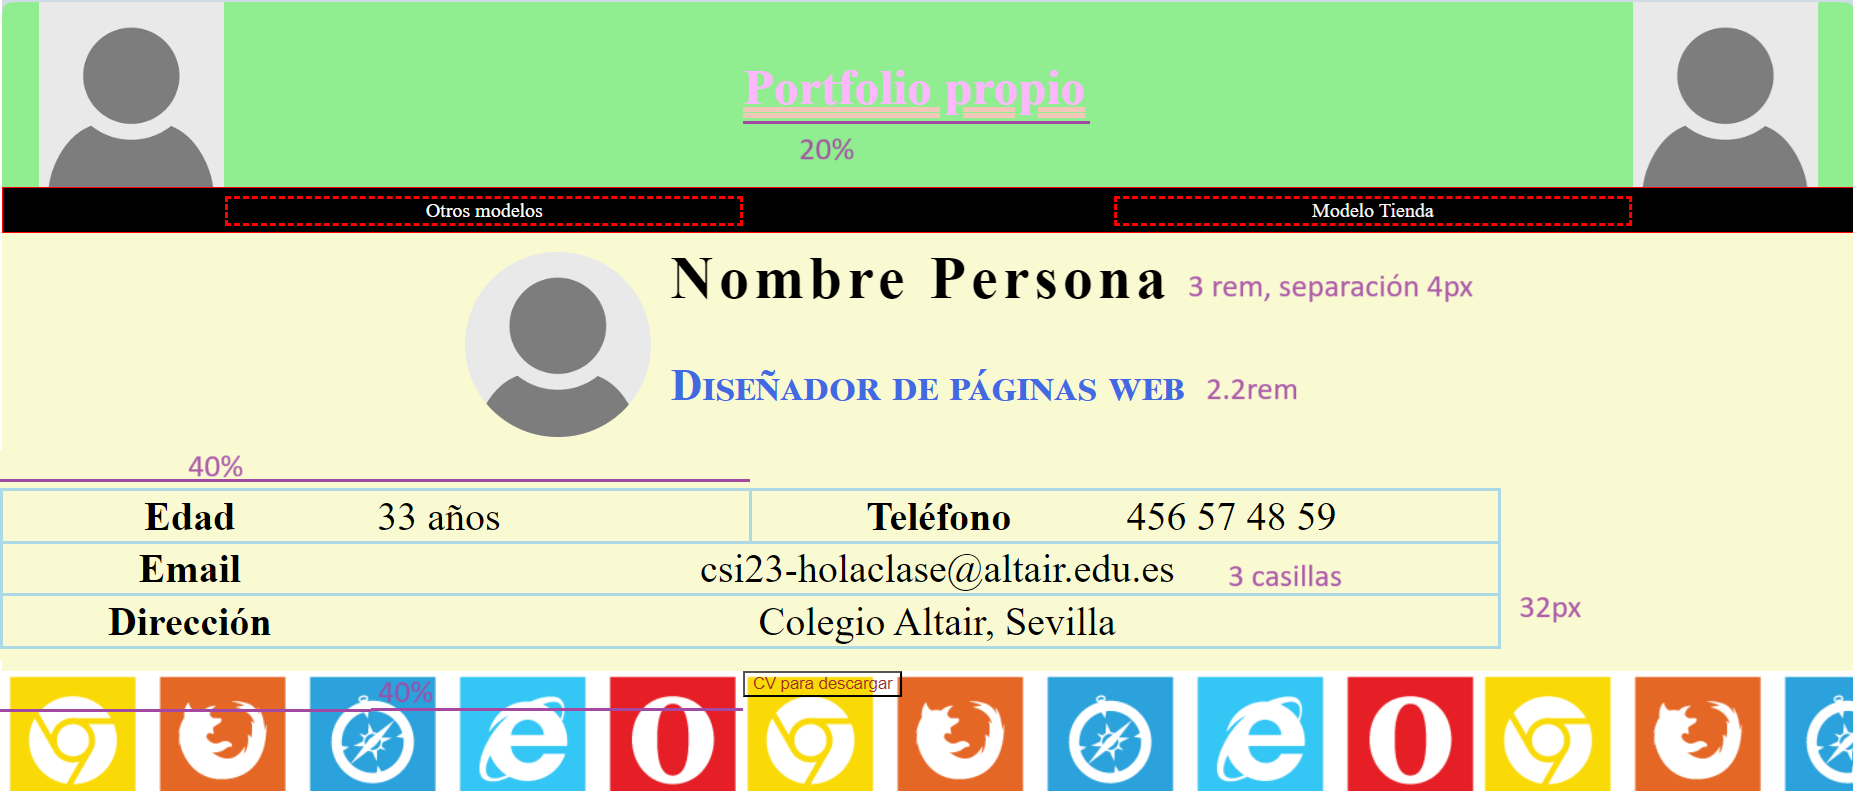 Portfolio propio
20%
Otros modelos Modelo Tienda
Nombre Persona 3 rem, separación 4px
Diseñador de páginas web 2.2rem
40%
Edad 33 años Teléfono 456 57 48 59
Email csi23-holaclase@altair.edu.es 3 casillas
32px
Dirección Colegio Altair, Sevilla
CV para descargar
40%